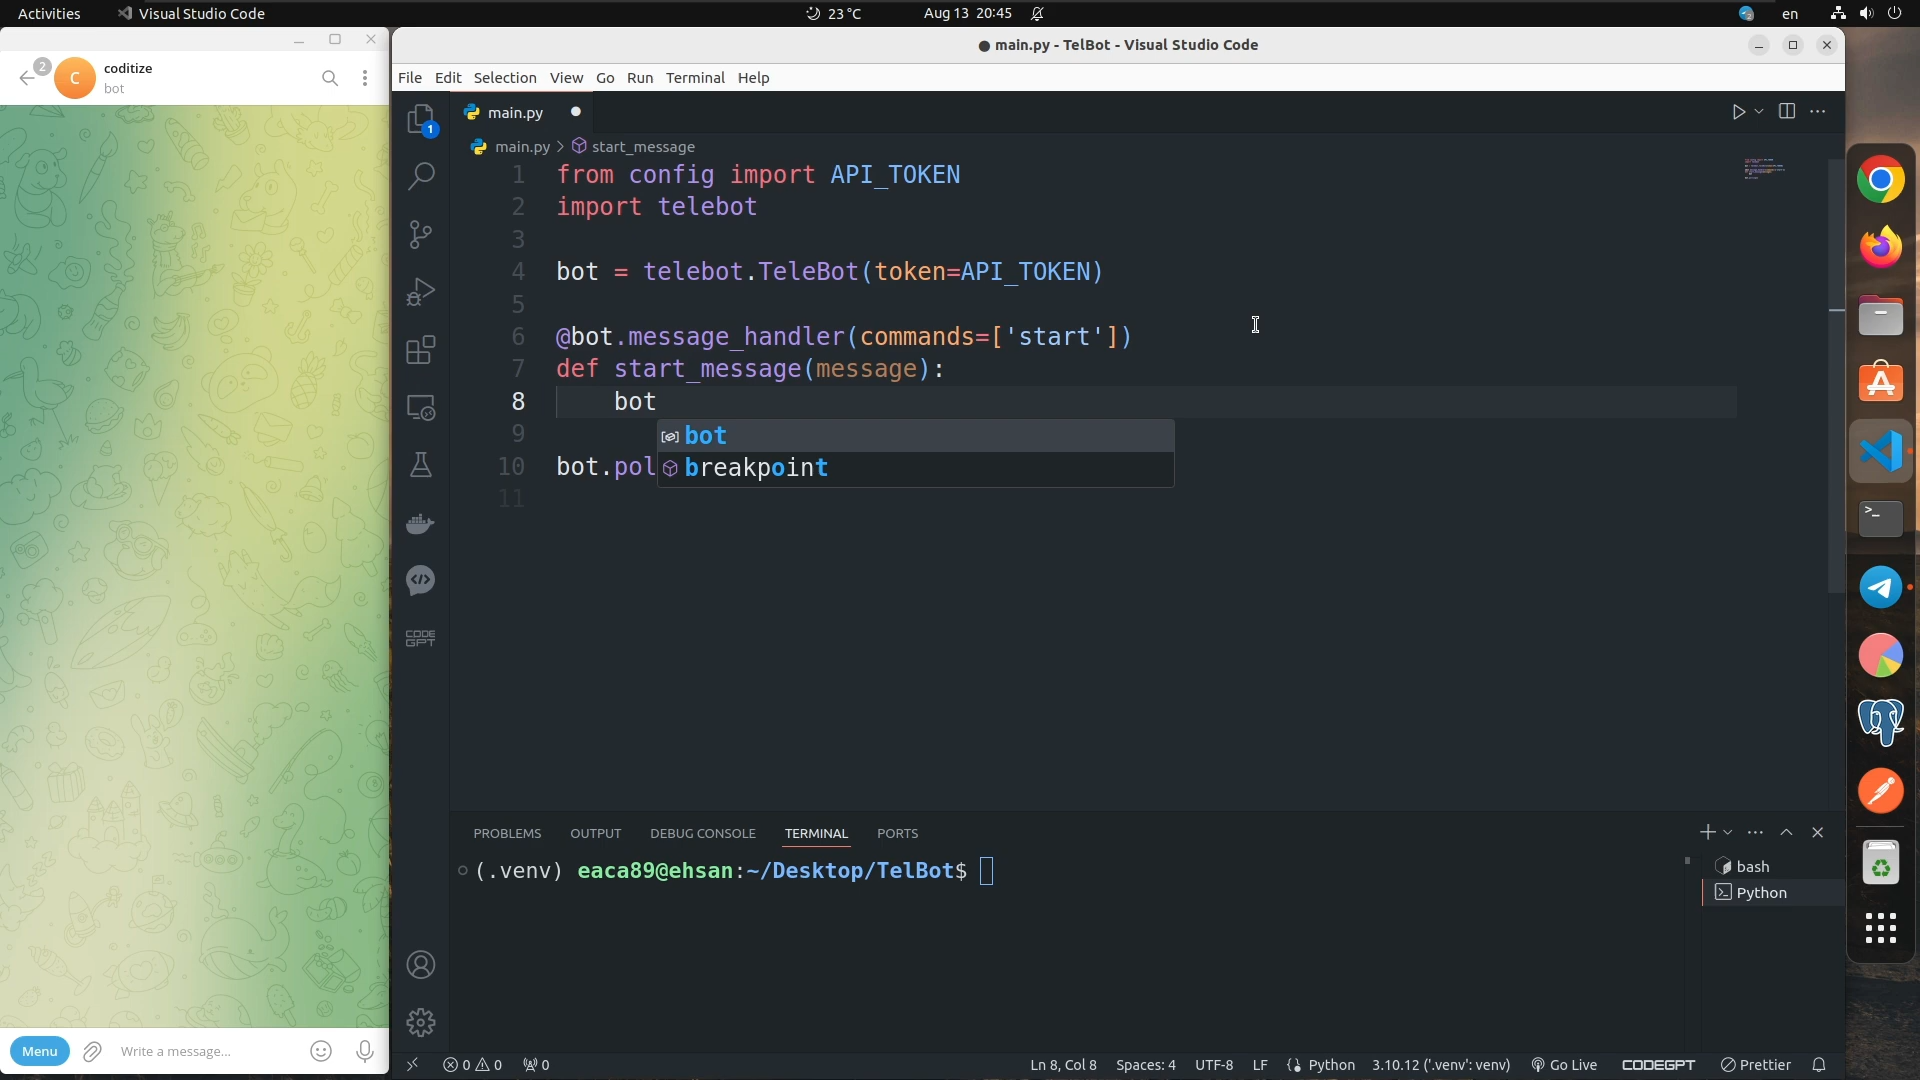 Activities
Visual Studio Code
23 °C
Aug 13 20:45
en
2
C
coditize
bot
Menu
Write a message...
● main.py - TelBot - Visual Studio Code
File Edit Selection View Go Run Terminal Help
1
main.py
main.py > start_message
1 from config import API_TOKEN
2 import telebot
3
4 bot = telebot.TeleBot(token=API_TOKEN)
5
6 @bot.message_handler(commands=['start'])
7 def start_message(message):
8 bot
bot
9
breakpoint
10 bot.pol
11
CODE
GPT
PROBLEMS OUTPUT DEBUG CONSOLE TERMINAL PORTS
(.venv) eaca89@ehsan:~/Desktop/TelBot$
bash
Python
0 0 0
Ln 8, Col 8 Spaces: 4 UTF-8 LF Python 3.10.12 ('.venv': venv) Go Live CODEGPT Prettier